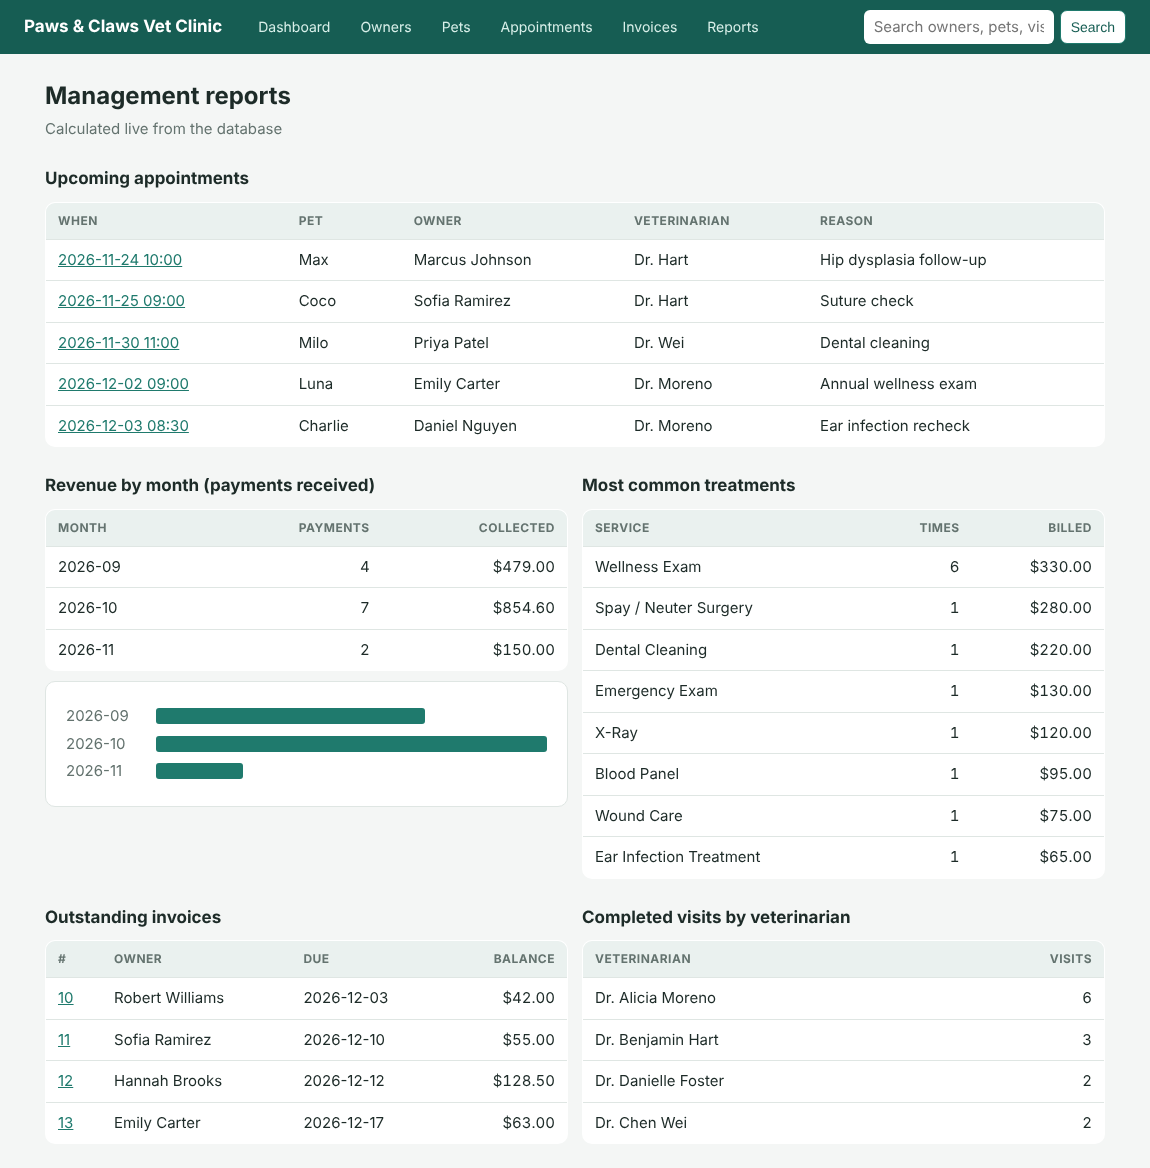 Paws & Claws Vet Clinic Dashboard Owners Pets Appointments Invoices Reports Search owners, pets, vis Search
Management reports
Calculated live from the database
Upcoming appointments
WHEN PET OWNER VETERINARIAN REASON
2026-11-24 10:00 Max Marcus Johnson Dr. Hart Hip dysplasia follow-up
2026-11-25 09:00 Coco Sofia Ramirez Dr. Hart Suture check
2026-11-30 11:00 Milo Priya Patel Dr. Wei Dental cleaning
2026-12-02 09:00 Luna Emily Carter Dr. Moreno Annual wellness exam
2026-12-03 08:30 Charlie Daniel Nguyen Dr. Moreno Ear infection recheck
Revenue by month (payments received)
MONTH PAYMENTS COLLECTED
2026-09 4 $479.00
2026-10 7 $854.60
2026-11 2 $150.00
2026-09
2026-10
2026-11
Most common treatments
SERVICE TIMES BILLED
Wellness Exam 6 $330.00
Spay / Neuter Surgery 1 $280.00
Dental Cleaning 1 $220.00
Emergency Exam 1 $130.00
X-Ray 1 $120.00
Blood Panel 1 $95.00
Wound Care 1 $75.00
Ear Infection Treatment 1 $65.00
Outstanding invoices
# OWNER DUE BALANCE
10 Robert Williams 2026-12-03 $42.00
11 Sofia Ramirez 2026-12-10 $55.00
12 Hannah Brooks 2026-12-12 $128.50
13 Emily Carter 2026-12-17 $63.00
Completed visits by veterinarian
VETERINARIAN VISITS
Dr. Alicia Moreno 6
Dr. Benjamin Hart 3
Dr. Danielle Foster 2
Dr. Chen Wei 2